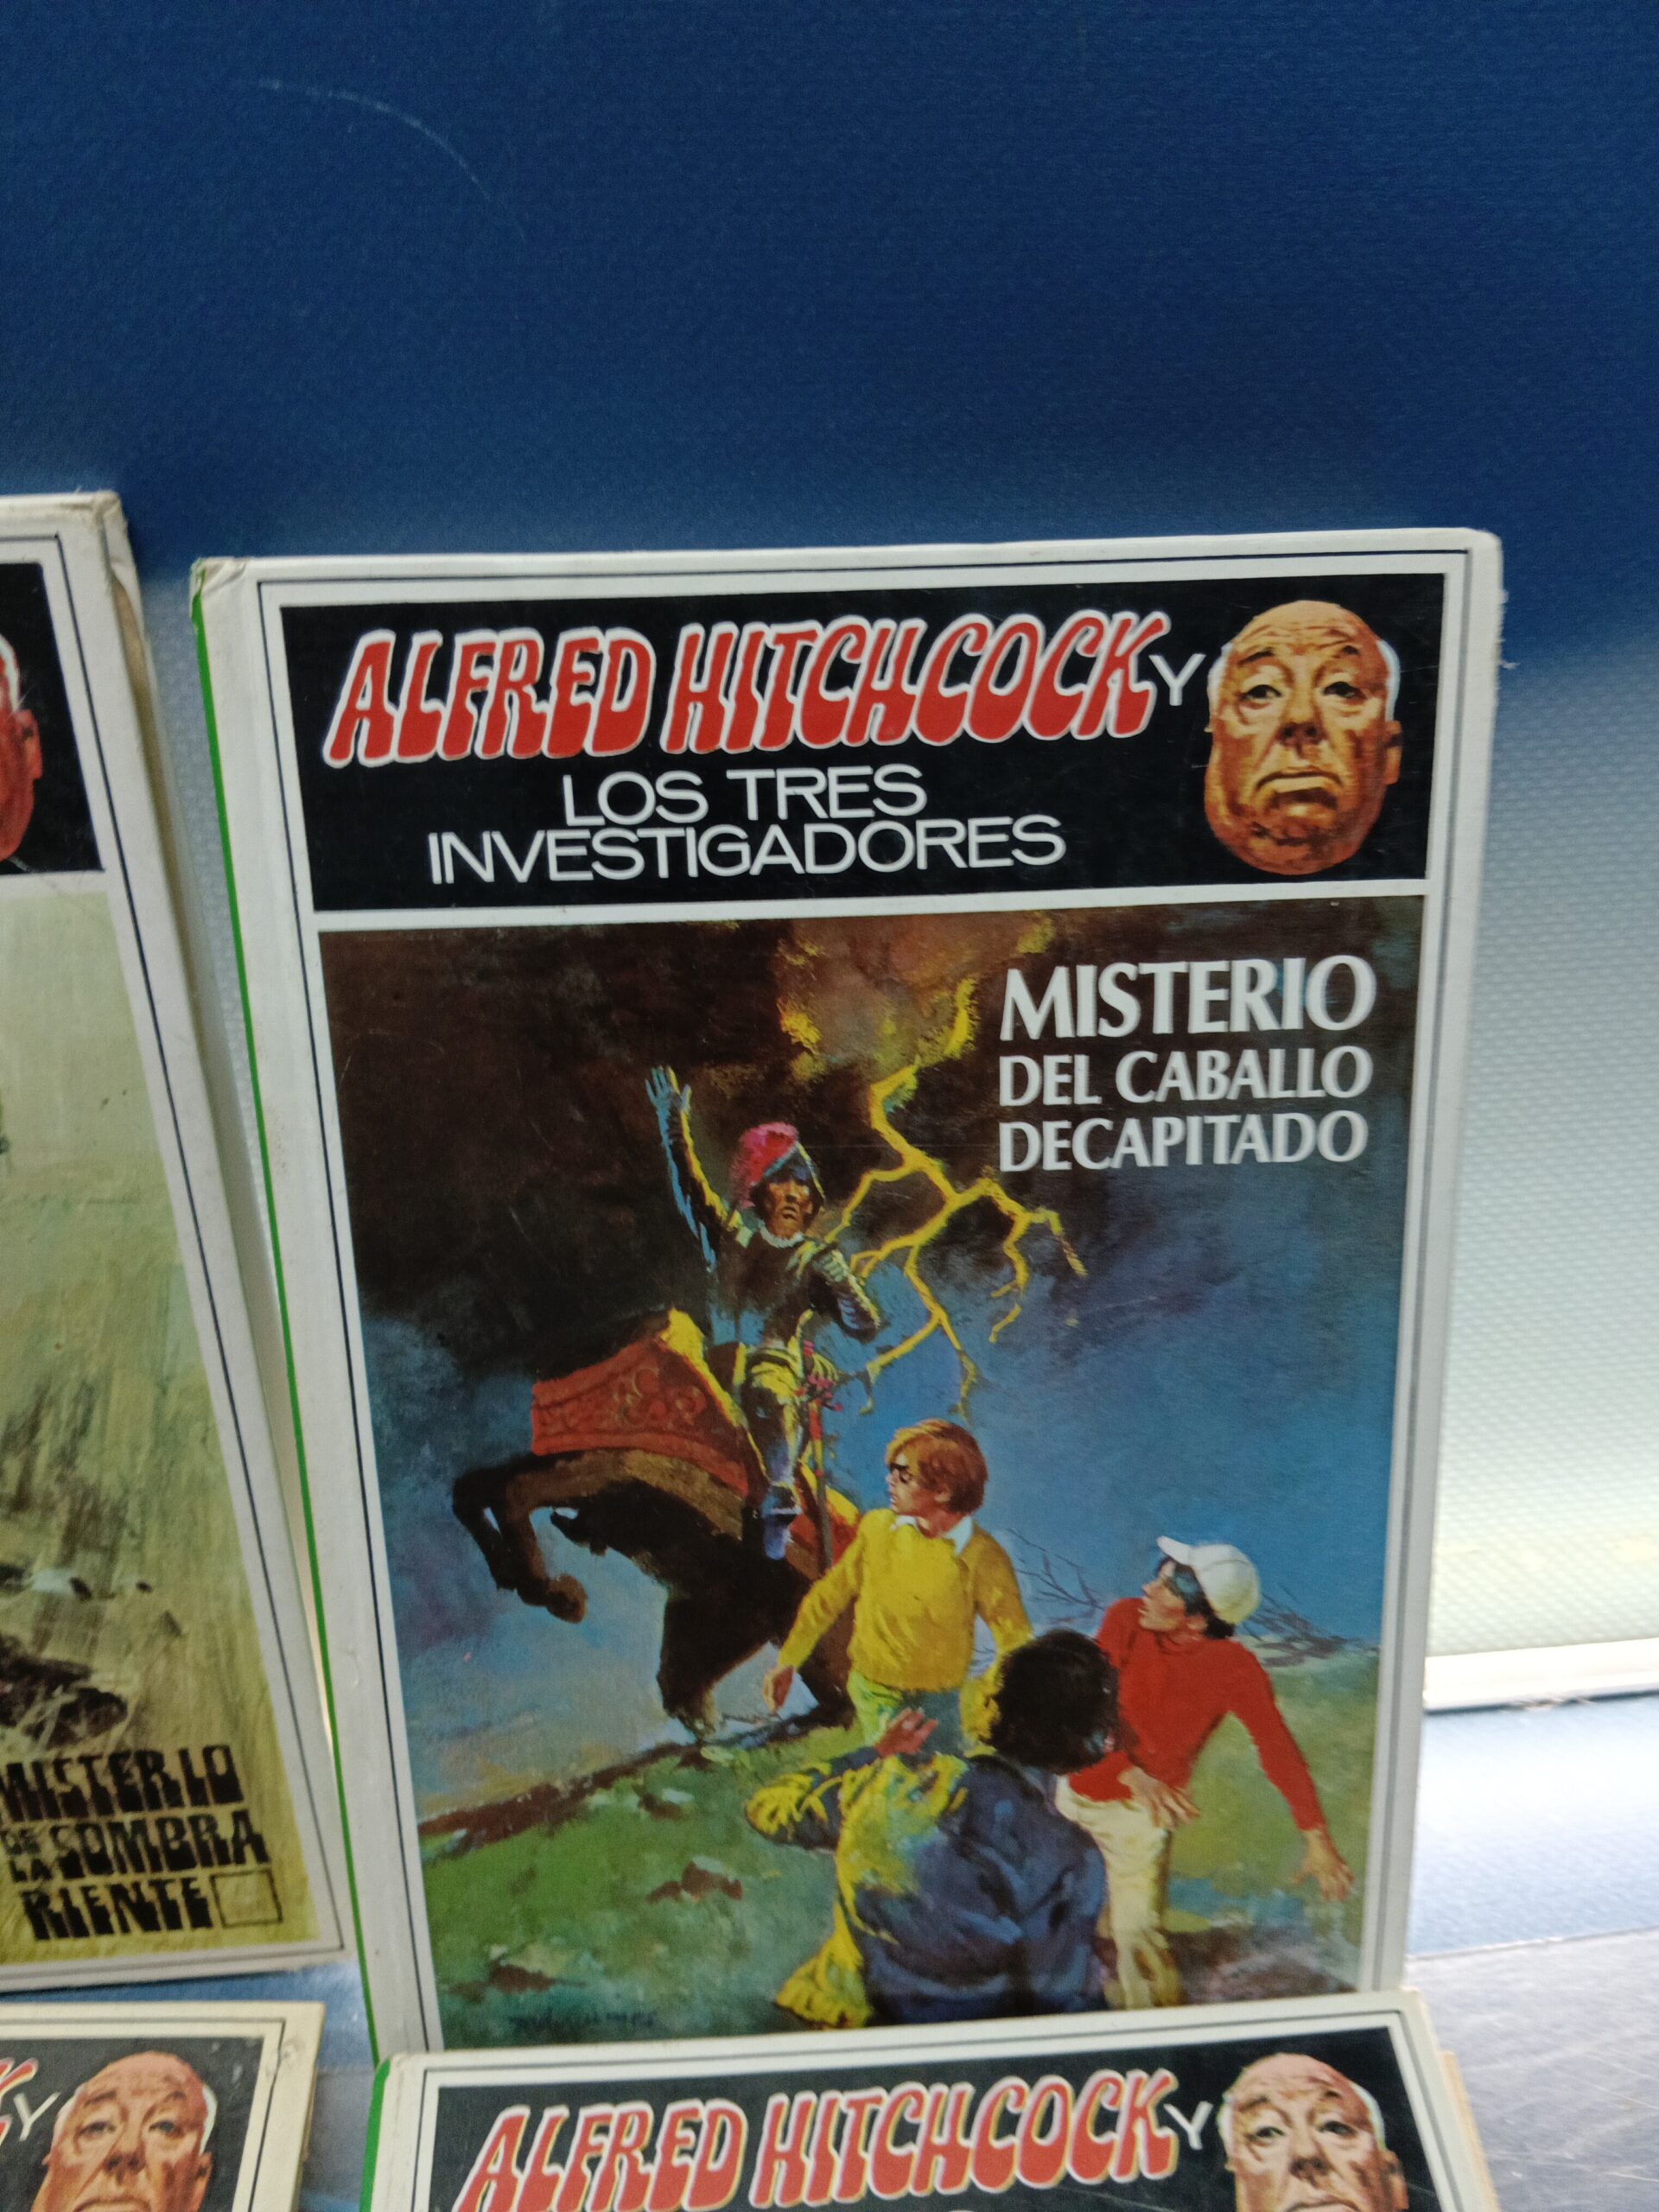 ALFRED HITCHCOCK Y
LOS TRES
INVESTIGADORES
MISTERIO
DEL CABALLO
DECAPITADO
MISTERIO
DE LA SOMBRA
RIENTE
Y
ALFRED HITCHCOCK Y